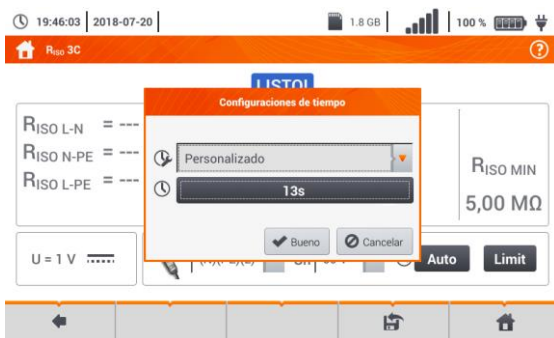 19:46:03 2018-07-20 1.8 GB 100 %
RISO 3C
¡LISTO!
Configuraciones de tiempo
RISO L-N = ---
RISO N-PE = ---
RISO L-PE = ---
Personalizado
13s
RISO MIN
5,00 MΩ
Bueno Cancelar
U = 1 V
Auto Limit